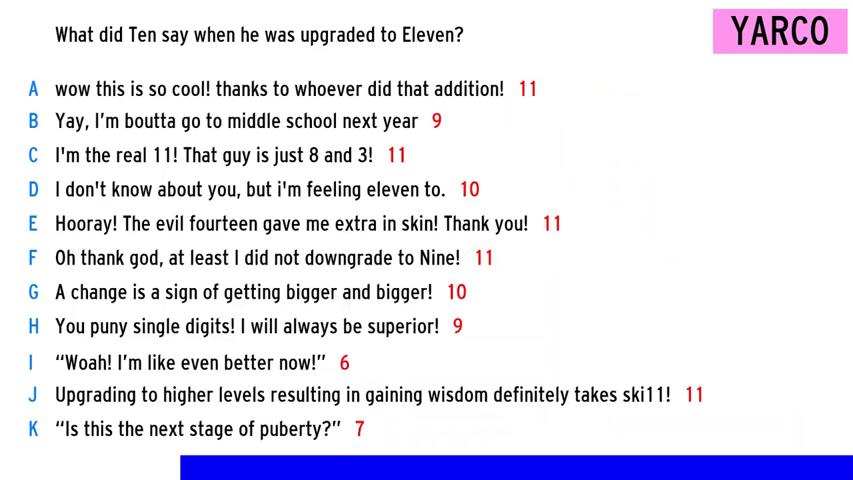 What did Ten say when he was upgraded to Eleven?
YARCO
A wow this is so cool! thanks to whoever did that addition! 11
B Yay, I'm boutta go to middle school next year 9
C I'm the real 11! That guy is just 8 and 3! 11
D I don't know about you, but i'm feeling eleven to. 10
E Hooray! The evil fourteen gave me extra in skin! Thank you! 11
F Oh thank god, at least I did not downgrade to Nine! 11
G A change is a sign of getting bigger and bigger! 10
H You puny single digits! I will always be superior! 9
I “Woah! I'm like even better now!” 6
J Upgrading to higher levels resulting in gaining wisdom definitely takes ski11! 11
K “Is this the next stage of puberty?” 7